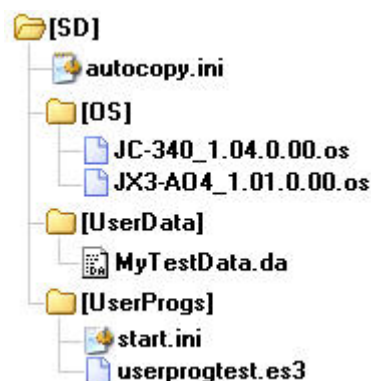 [SD]
autocopy.ini
[OS]
JC-340_1.04.0.00.os
JX3-AO4_1.01.0.00.os
[UserData]
MyTestData.da
[UserProgs]
start.ini
userprogtest.es3